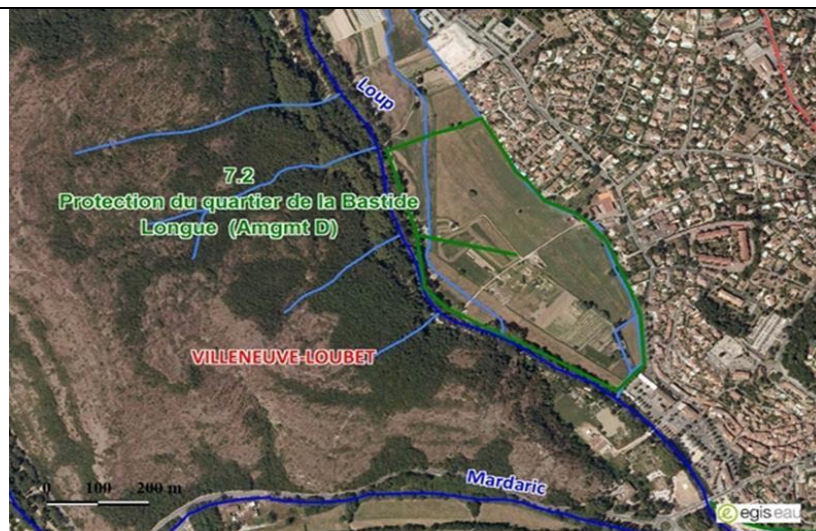 Loup
7.2
Protection du quartier de la Bastide
Longue (Amgmt D)
VILLENEUVE-LOUBET
Mardaric
0 100 200 m
egis eau